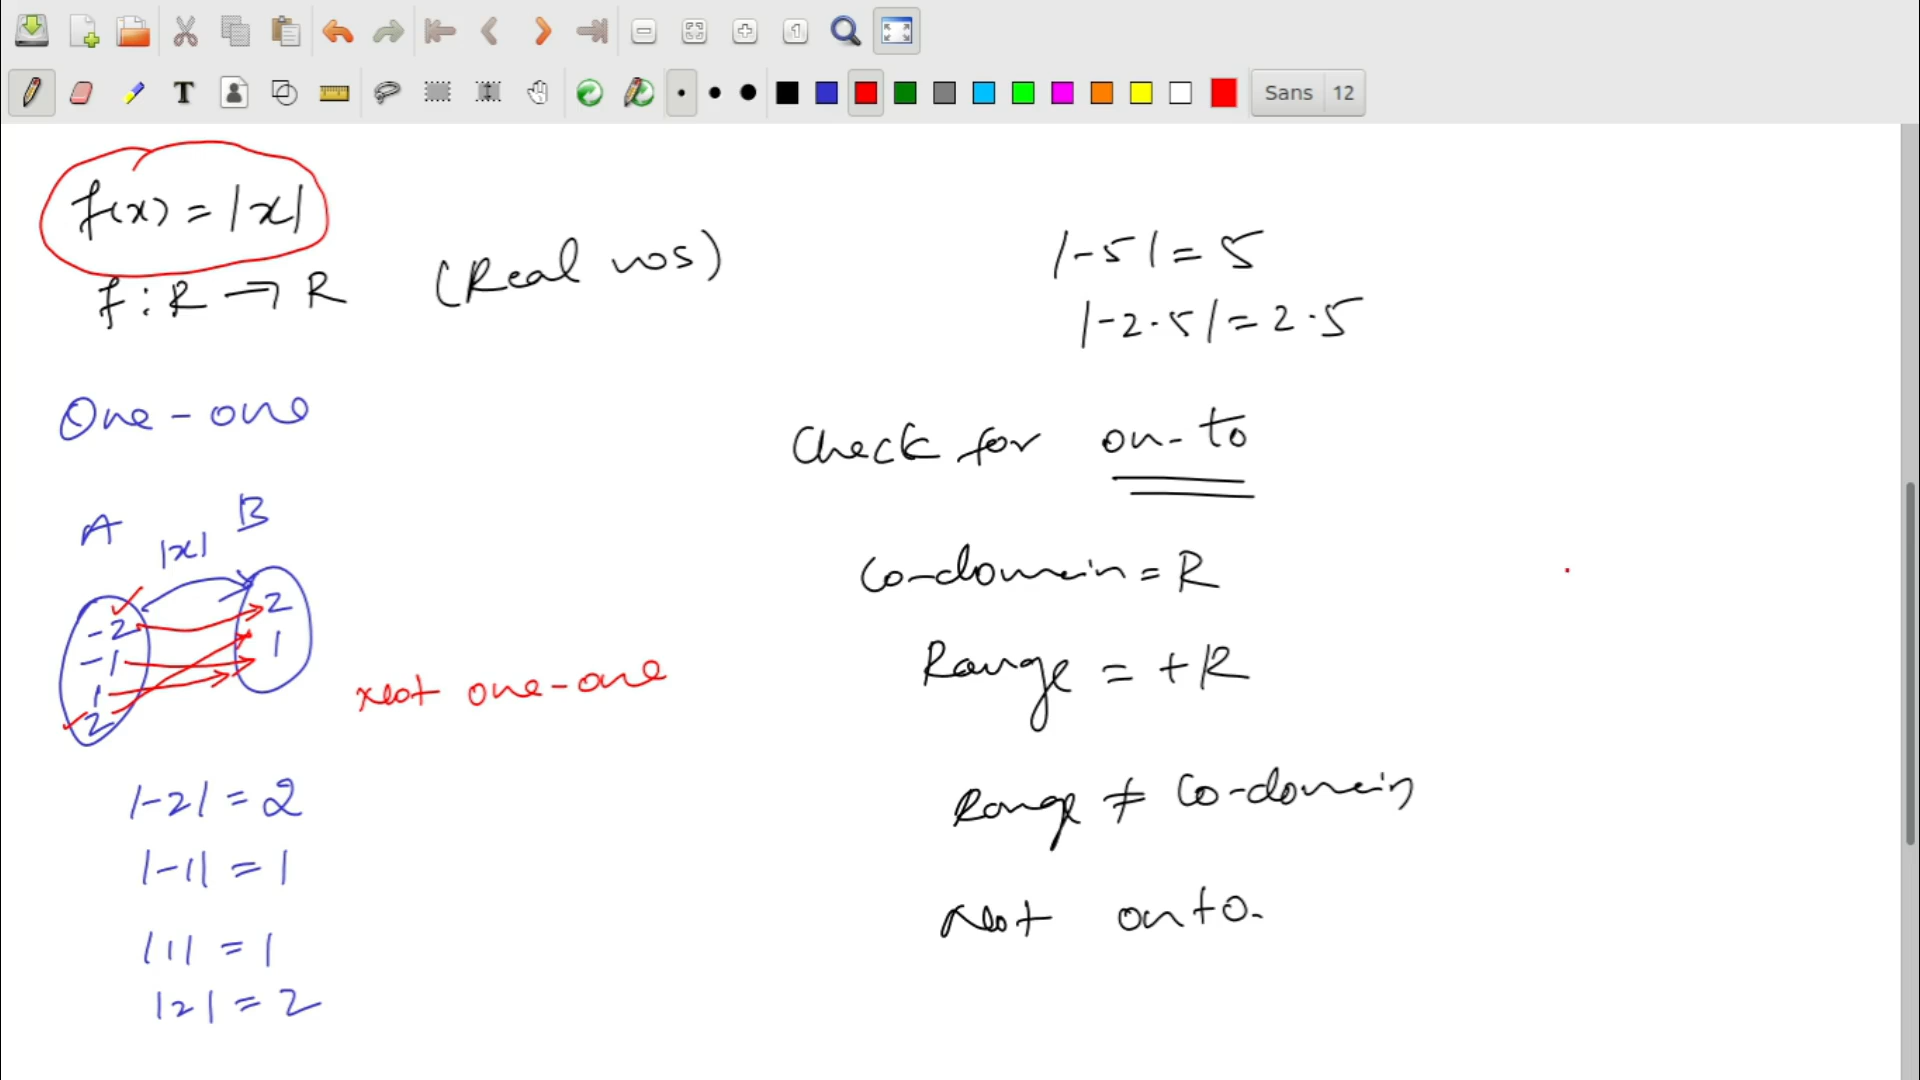 Sans 12
f(x) = |x|
f : R → R (Real nos)
One-one
A B
|x|
-2
-1
1
2
2
1
Not one-one
|-2| = 2
|-1| = 1
|1| = 1
|2| = 2
|-5| = 5
|-2.5| = 2.5
Check for on-to
Co-domain = R
Range = +R
Range ≠ Co-domain
Not onto.